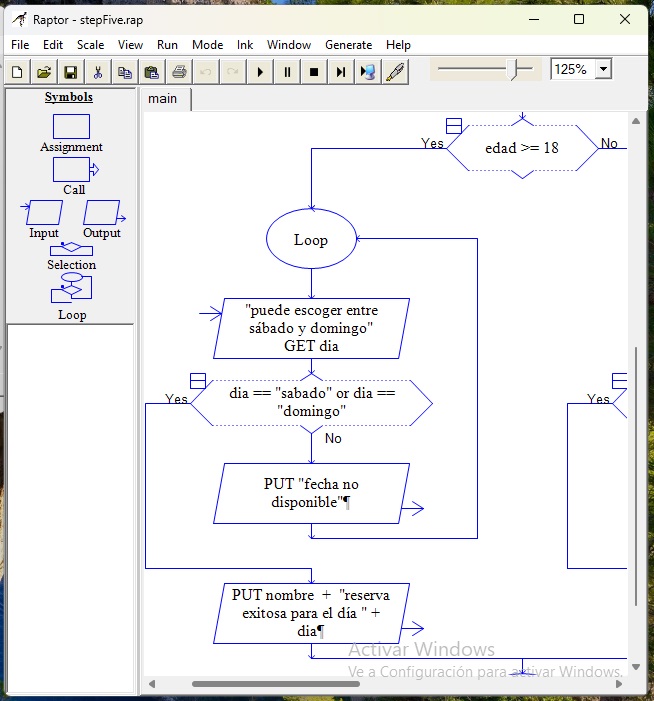 Raptor - stepFive.rap
File Edit Scale View Run Mode Ink Window Generate Help
125%
Symbols
main
Assignment
Call
Input Output
Selection
Loop
Yes edad >= 18 No
Loop
"puede escoger entre
sábado y domingo"
GET dia
Yes dia == "sabado" or dia ==
"domingo"
Yes
No
PUT "fecha no
disponible"¶
PUT nombre + "reserva
exitosa para el día " +
dia¶
Activar Windows
Ve a Configuración para activar Windows.